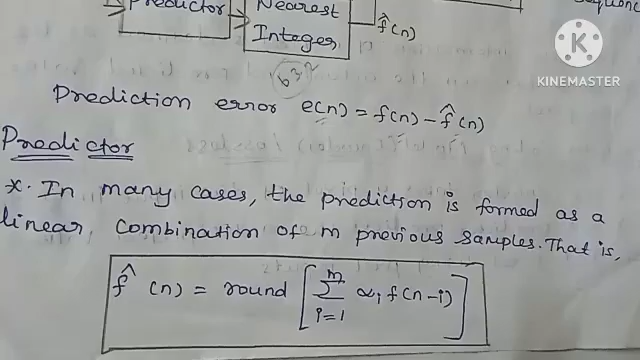 Sequence
Predictor
Nearest
Integer
f̂(n)
Prediction error e(n) = f(n) - f̂(n)
Predictor
*. In many cases, the prediction is formed as a
linear combination of m previous samples. That is,
f̂ (n) = round [ m Σ i=1 αi f(n-i) ]
KINEMASTER